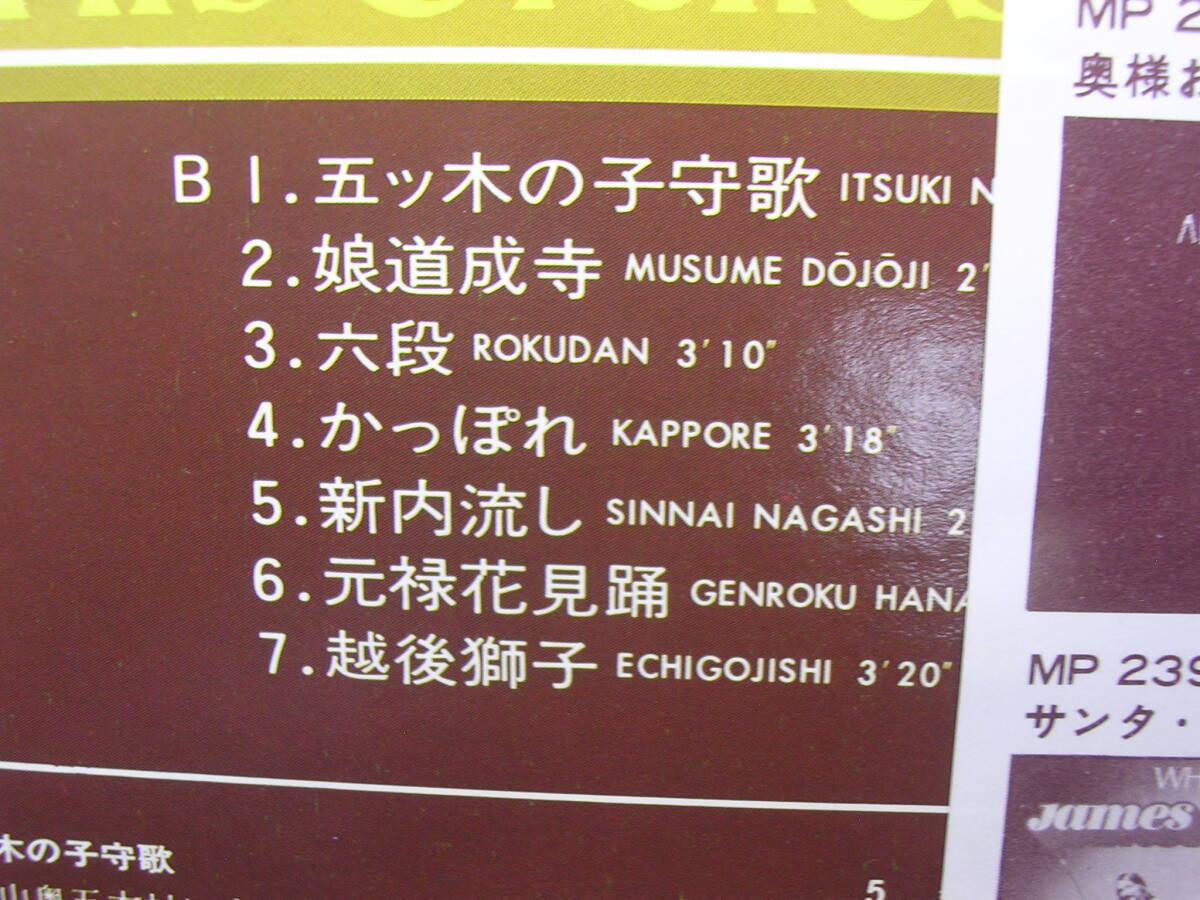 B 1. 五ッ木の子守歌 ITSUKI N
2. 娘道成寺 MUSUME DŌJŌJI 2'
3. 六段 ROKUDAN 3'10"
4. かっぽれ KAPPORE 3'18"
5. 新内流し SINNAI NAGASHI 2
6. 元禄花見踊 GENROKU HANA
7. 越後獅子 ECHIGOJISHI 3'20"
木の子守歌
5
MP 2
奥様お
MP 239
サンタ・
WH
James